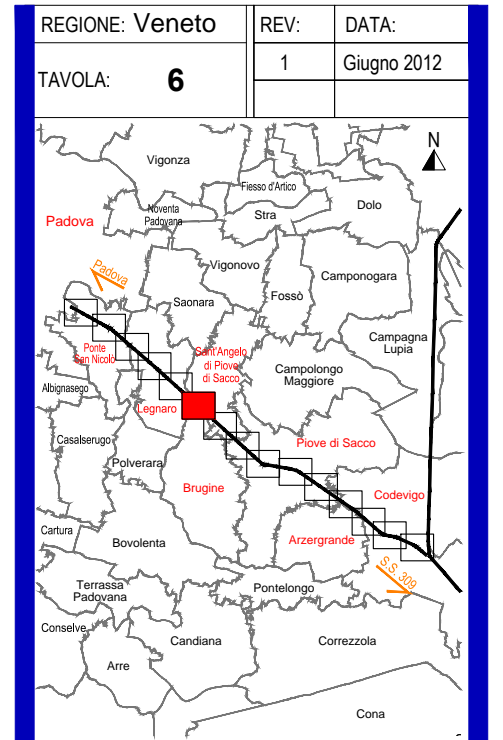 REGIONE: Veneto
REV:
DATA:
TAVOLA: 6
1
Giugno 2012
N
Vigonza
Fiesso d'Artico
Noventa
Padovana
Dolo
Stra
Padova
Padova
Vigonovo
Camponogara
Saonara
Fossò
Campagna
Lupia
Ponte
San Nicolò
Sant'Angelo
di Piove
di Sacco
Campolongo
Maggiore
Albignasego
Legnaro
Casalserugo
Piove di Sacco
Polverara
Brugine
Codevigo
Cartura
Bovolenta
Arzergrande
S.S. 309
Terrassa
Padovana
Pontelongo
Conselve
Candiana
Correzzola
Arre
Cona